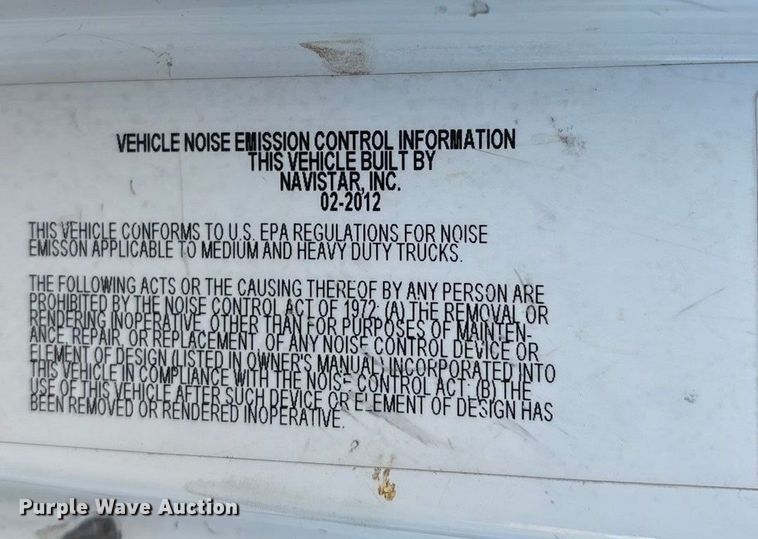 VEHICLE NOISE EMISSION CONTROL INFORMATION
THIS VEHICLE BUILT BY
NAVISTAR, INC.
02-2012
THIS VEHICLE CONFORMS TO U.S. EPA REGULATIONS FOR NOISE
EMISSON APPLICABLE TO MEDIUM AND HEAVY DUTY TRUCKS.
THE FOLLOWING ACTS OR THE CAUSING THEREOF BY ANY PERSON ARE
PROHIBITED BY THE NOISE CONTROL ACT OF 1972: (A) THE REMOVAL OR
RENDERING INOPERATIVE, OTHER THAN FOR PURPOSES OF MAINTEN-
ANCE, REPAIR, OR REPLACEMENT OF ANY NOISE CONTROL DEVICE OR
ELEMENT OF DESIGN (LISTED IN OWNER'S MANUAL) INCORPORATED INTO
THIS VEHICLE IN COMPLIANCE WITH THE NOISE CONTROL ACT; (B) THE
USE OF THIS VEHICLE AFTER SUCH DEVICE OR ELEMENT OF DESIGN HAS
BEEN REMOVED OR RENDERED INOPERATIVE.
Purple Wave Auction